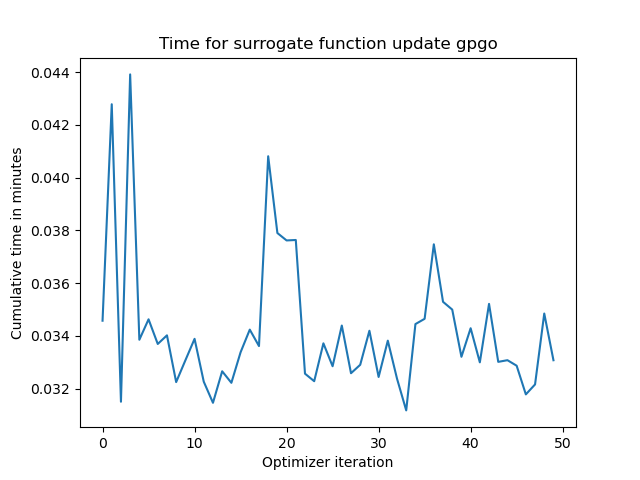 Time for surrogate function update gpgo
Cumulative time in minutes
0.044
0.042
0.040
0.038
0.036
0.034
0.032
0 10 20 30 40 50
Optimizer iteration